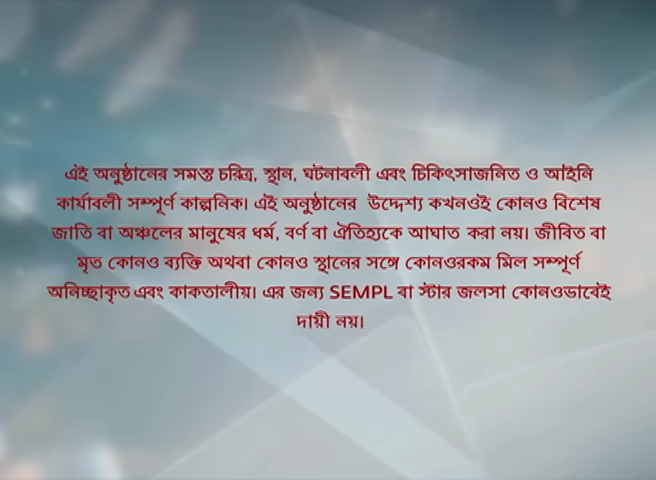 এই অনুষ্ঠানের সমস্ত চরিত্র, স্থান, ঘটনাবলী এবং চিকিৎসাজনিত ও আইনি
কার্যাবলী সম্পূর্ণ কাল্পনিক। এই অনুষ্ঠানের উদ্দেশ্য কখনওই কোনও বিশেষ
জাতি বা অঞ্চলের মানুষের ধর্ম, বর্ণ বা ঐতিহ্যকে আঘাত করা নয়। জীবিত বা
মৃত কোনও ব্যক্তি অথবা কোনও স্থানের সঙ্গে কোনওরকম মিল সম্পূর্ণ
অনিচ্ছাকৃত এবং কাকতালীয়। এর জন্য SEMPL বা স্টার জলসা কোনওভাবেই
দায়ী নয়।